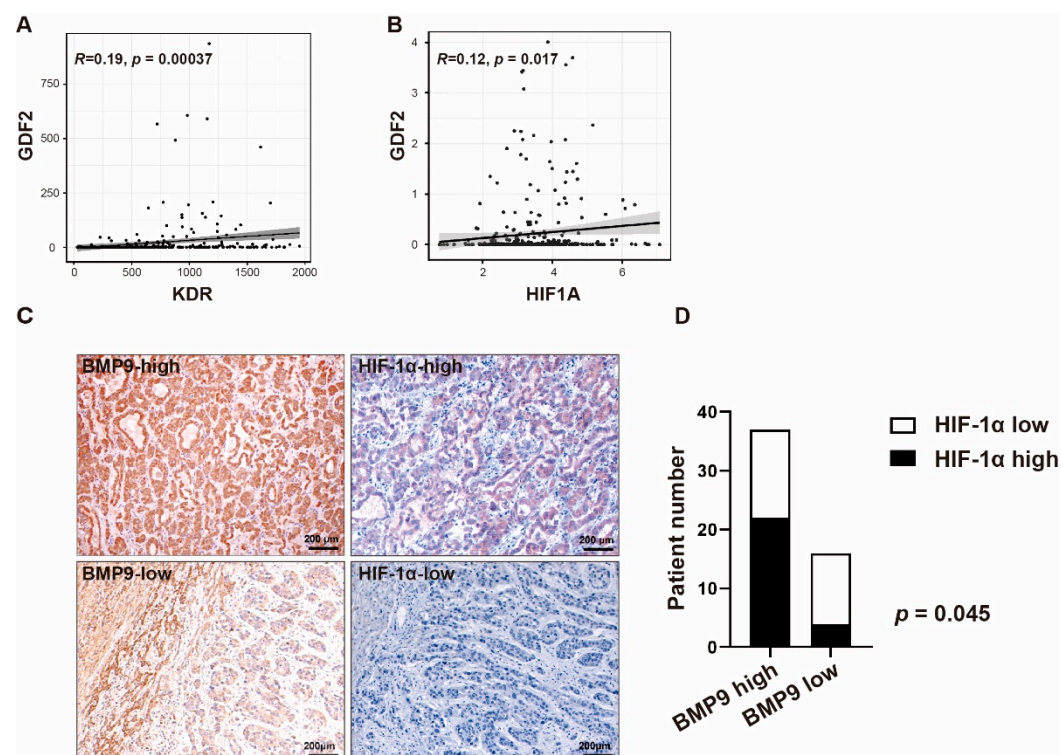 A
R=0.19, p = 0.00037
GDF2
750
500
250
0
0 500 1000 1500 2000
KDR
B
R=0.12, p = 0.017
GDF2
4
3
2
1
0
2 4 6
HIF1A
C
BMP9-high
200 μm
HIF-1α-high
200 μm
BMP9-low
200μm
HIF-1α-low
200μm
D
Patient number
40
30
20
10
0
BMP9 high
BMP9 low
HIF-1α low
HIF-1α high
p = 0.045